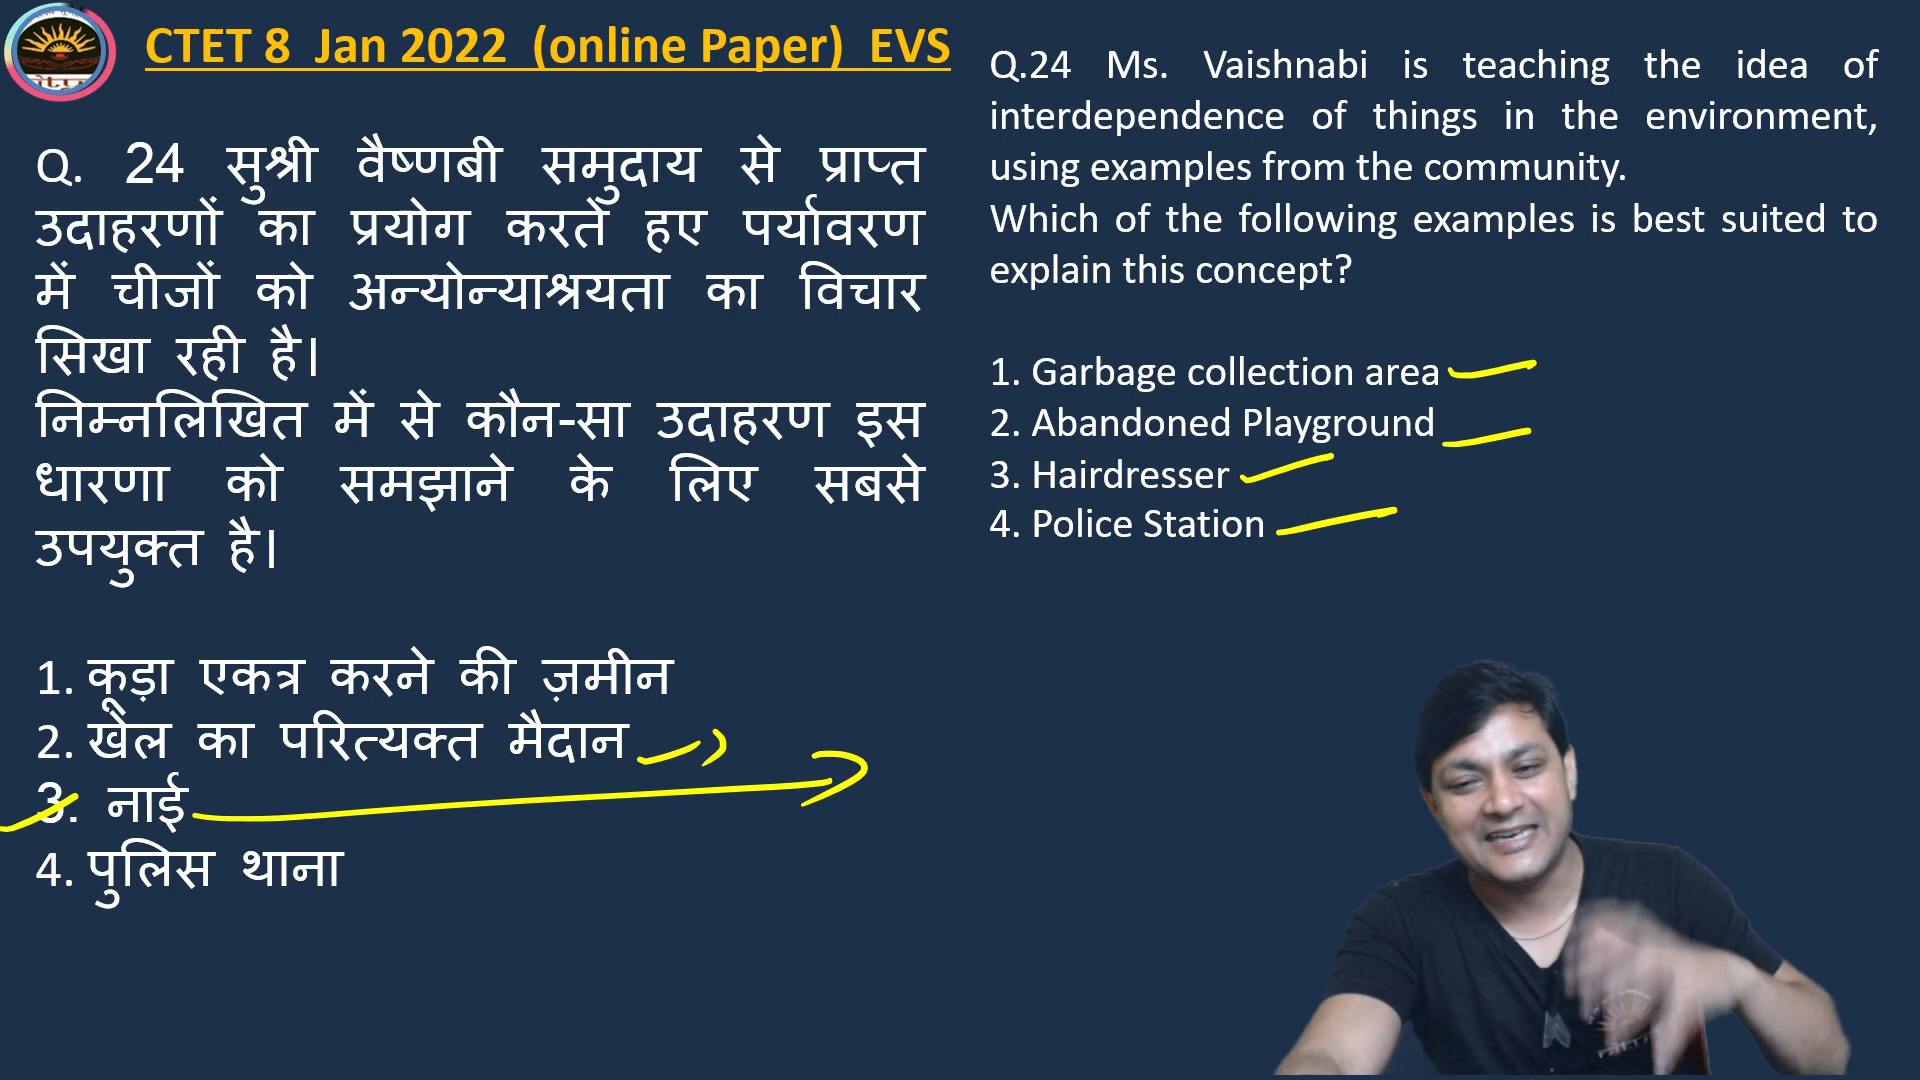 CTET 8 Jan 2022 (online Paper) EVS
Q. 24 सुश्री वैष्णबी समुदाय से प्राप्त
उदाहरणों का प्रयोग करते हुए पर्यावरण
में चीजों को अन्योन्याश्रयता का विचार
सिखा रही है।
निम्नलिखित में से कौन-सा उदाहरण इस
धारणा को समझाने के लिए सबसे
उपयुक्त है।
1. कूड़ा एकत्र करने की ज़मीन
2. खेल का परित्यक्त मैदान
3. नाई
4. पुलिस थाना
Q.24 Ms. Vaishnabi is teaching the idea of
interdependence of things in the environment,
using examples from the community.
Which of the following examples is best suited to
explain this concept?
1. Garbage collection area
2. Abandoned Playground
3. Hairdresser
4. Police Station